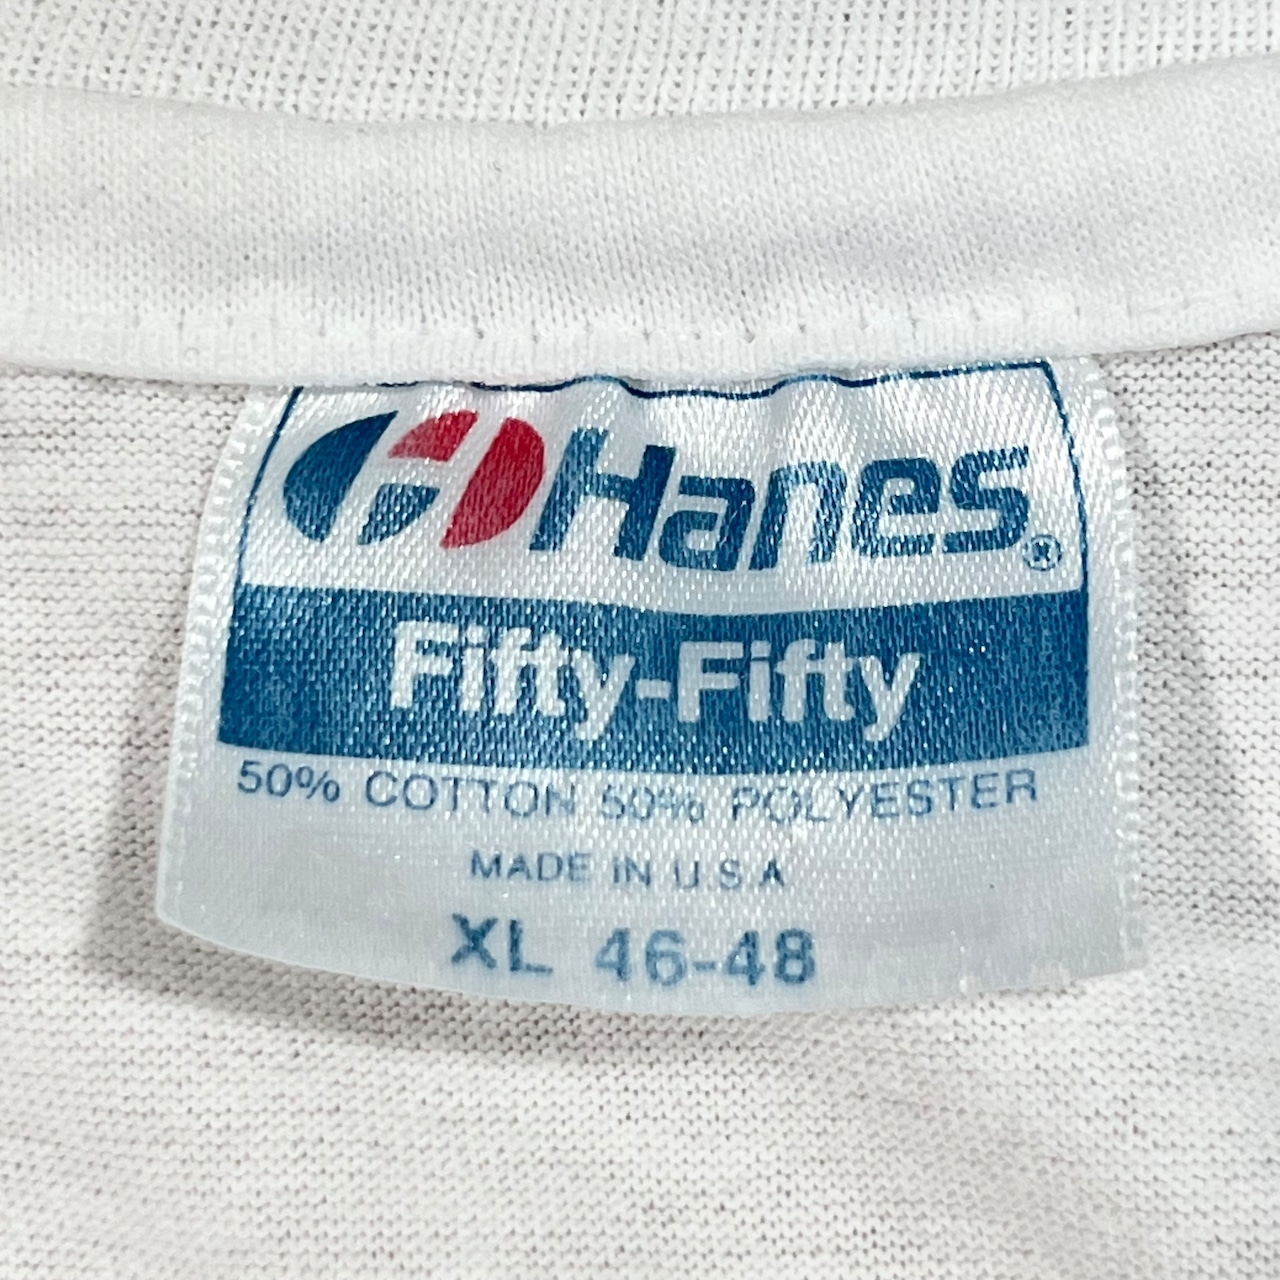 Hanes®
Fifty-Fifty
50% COTTON 50% POLYESTER
MADE IN U.S.A
XL 46-48